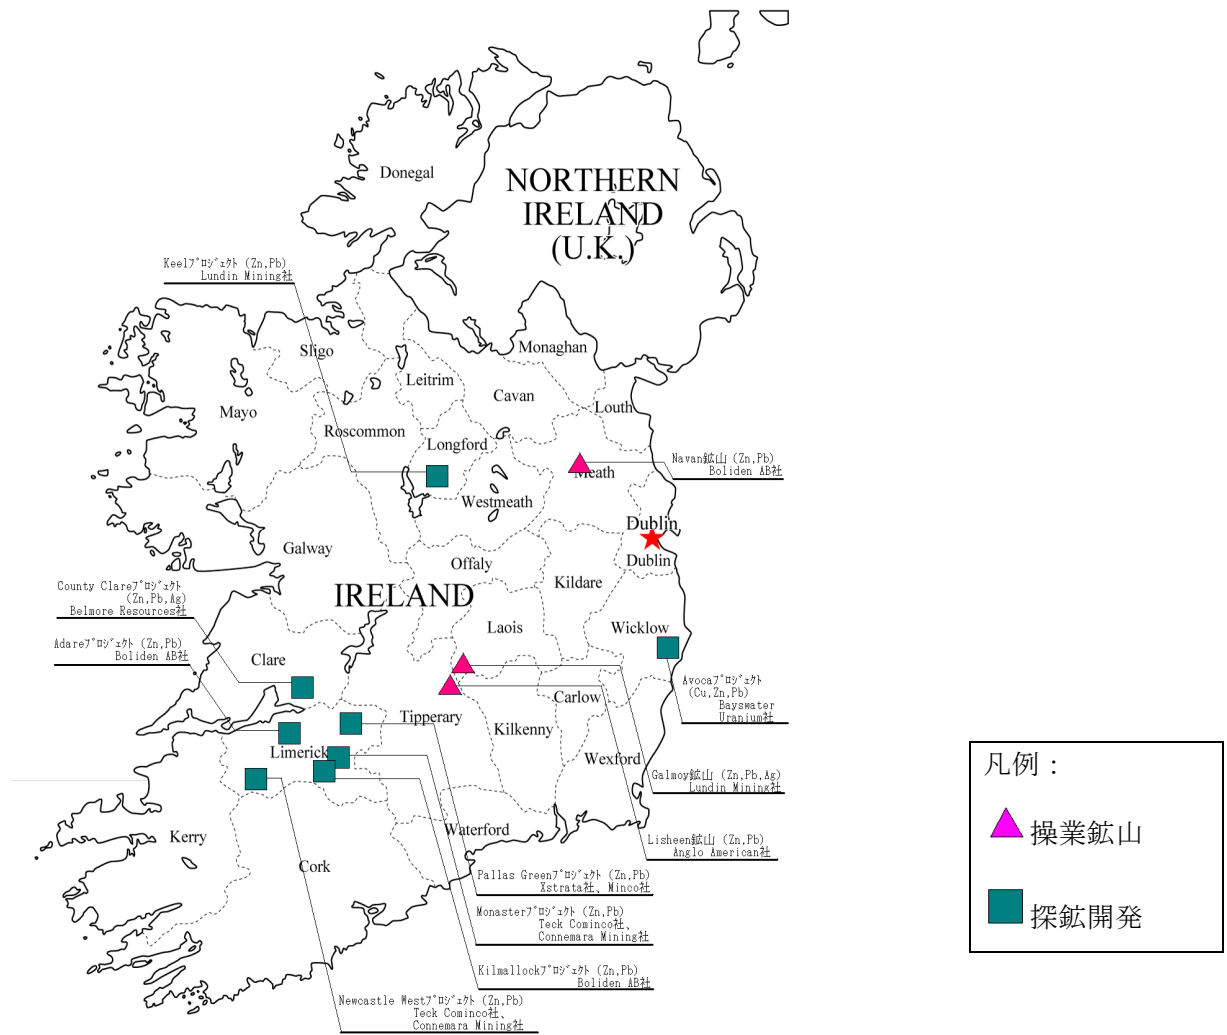 Donegal
NORTHERN
IRELAND
(U.K.)
Keelﾌﾟﾛｼﾞｪｸﾄ (Zn,Pb)
Lundin Mining社
Monaghan
Sligo
Leitrim
Cavan
Louth
Mayo
Roscommon
Longford
Navan鉱山 (Zn,Pb)
Boliden AB社
Meath
Westmeath
Dublin
Galway
Offaly
Dublin
Kildare
County Clareﾌﾟﾛｼﾞｪｸﾄ
(Zn,Pb,Ag)
Belmore Resources社
IRELAND
Laois
Wicklow
Adareﾌﾟﾛｼﾞｪｸﾄ (Zn,Pb)
Boliden AB社
Clare
Avocaﾌﾟﾛｼﾞｪｸﾄ
(Cu,Zn,Pb)
Bayswater
Uranium社
Carlow
Tipperary
Kilkenny
Limerick
Wexford
Galmoy鉱山 (Zn,Pb,Ag)
Lundin Mining社
Kerry
Waterford
Lisheen鉱山 (Zn,Pb)
Anglo American社
Cork
Pallas Greenﾌﾟﾛｼﾞｪｸﾄ (Zn,Pb)
Xstrata社、Minco社
Monasterﾌﾟﾛｼﾞｪｸﾄ (Zn,Pb)
Teck Cominco社、
Connemara Mining社
Kilmallockﾌﾟﾛｼﾞｪｸﾄ (Zn,Pb)
Boliden AB社
Newcastle Westﾌﾟﾛｼﾞｪｸﾄ (Zn,Pb)
Teck Cominco社、
Connemara Mining社
凡例：
操業鉱山
探鉱開発